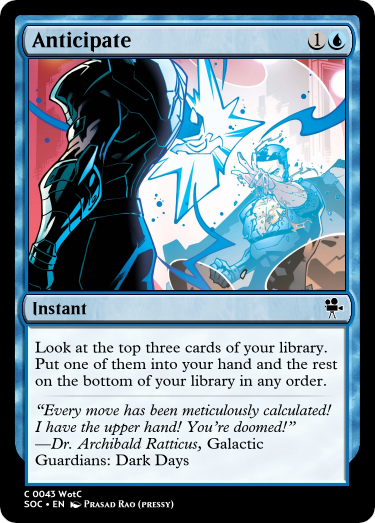 Anticipate 1
Instant
Look at the top three cards of your library.
Put one of them into your hand and the rest
on the bottom of your library in any order.
“Every move has been meticulously calculated!
I have the upper hand! You're doomed!”
—Dr. Archibald Ratticus, Galactic
Guardians: Dark Days
C 0043 WotC
SOC • EN Prasad Rao (pressy)